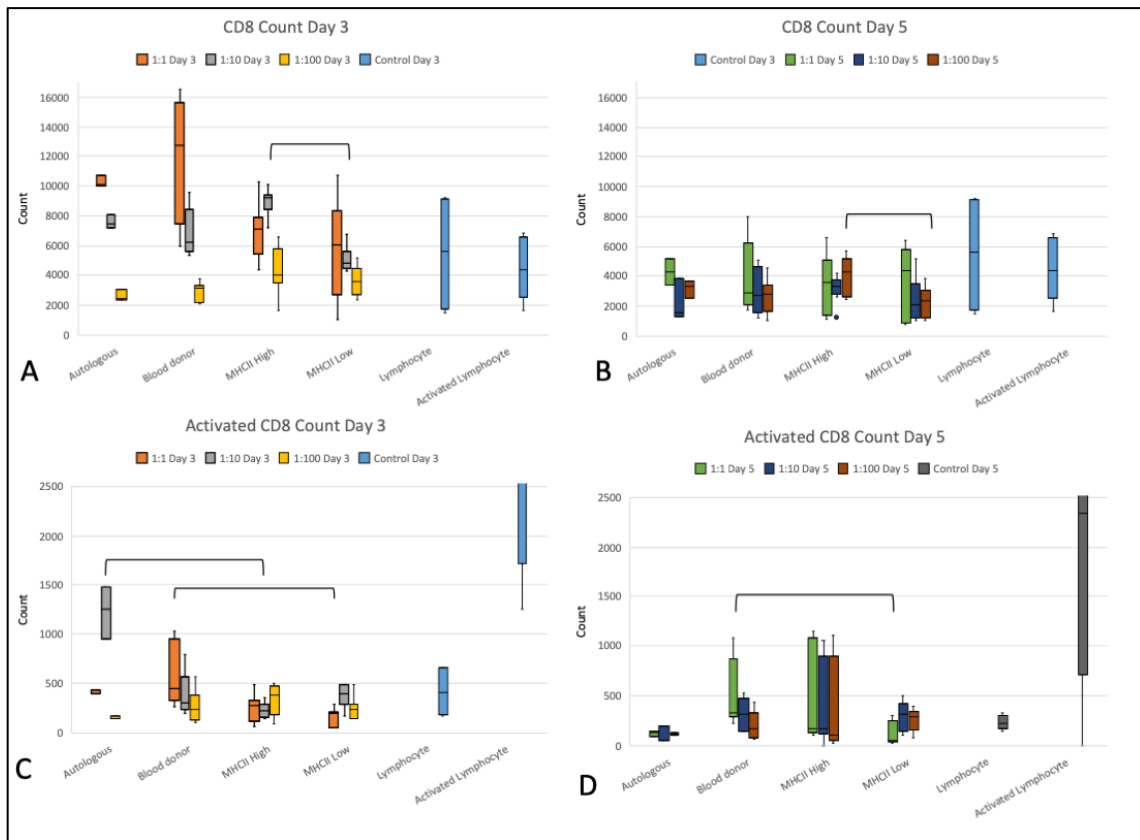 CD8 Count Day 3
1:1 Day 3 1:10 Day 3 1:100 Day 3 Control Day 3
16000
14000
12000
10000
8000
6000
4000
2000
0
Count
Autologous
Blood donor
MHCII High
MHCII Low
Lymphocyte
Activated Lymphocyte
A
CD8 Count Day 5
Control Day 3 1:1 Day 5 1:10 Day 5 1:100 Day 5
16000
14000
12000
10000
8000
6000
4000
2000
0
Count
Autologous
Blood donor
MHCII High
MHCII Low
Lymphocyte
Activated Lymphocyte
B
Activated CD8 Count Day 3
1:1 Day 3 1:10 Day 3 1:100 Day 3 Control Day 3
2500
2000
1500
1000
500
0
Count
Autologous
Blood donor
MHCII High
MHCII Low
Lymphocyte
Activated Lymphocyte
C
Activated CD8 Count Day 5
1:1 Day 5 1:10 Day 5 1:100 Day 5 Control Day 5
2500
2000
1500
1000
500
0
Count
Autologous
Blood donor
MHCII High
MHCII Low
Lymphocyte
Activated Lymphocyte
D